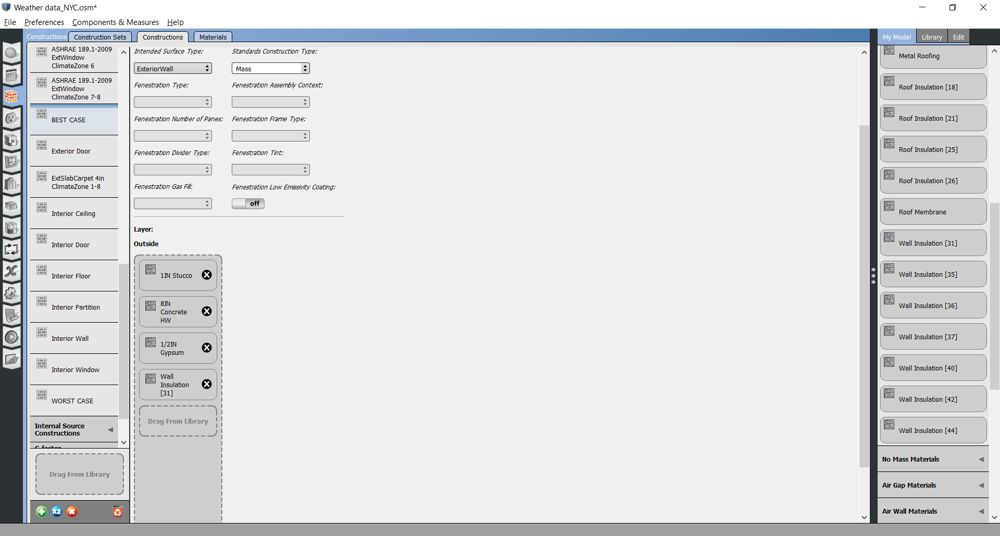 Weather data_NYC.osm*
File Preferences Components & Measures Help
Constructions Construction Sets Constructions Materials
My Model Library Edit
ASHRAE 189.1-2009
ExtWindow
ClimateZone 6
ASHRAE 189.1-2009
ExtWindow
ClimateZone 7-8
BEST CASE
Exterior Door
ExtSlabCarpet 4in
ClimateZone 1-8
Interior Ceiling
Interior Door
Interior Floor
Interior Partition
Interior Wall
Interior Window
WORST CASE
Internal Source
Constructions
C-factor
Drag From Library
X2
Intended Surface Type: Standards Construction Type:
ExteriorWall Mass
Fenestration Type: Fenestration Assembly Context:
Fenestration Number of Panes: Fenestration Frame Type:
Fenestration Divider Type: Fenestration Tint:
Fenestration Gas Fill: Fenestration Low Emissivity Coating:
off
Layer:
Outside
1IN Stucco
8IN
Concrete
HW
1/2IN
Gypsum
Wall
Insulation
[31]
Drag From Library
Metal Roofing
Roof Insulation [18]
Roof Insulation [21]
Roof Insulation [25]
Roof Insulation [26]
Roof Membrane
Wall Insulation [31]
Wall Insulation [35]
Wall Insulation [36]
Wall Insulation [37]
Wall Insulation [40]
Wall Insulation [42]
Wall Insulation [44]
No Mass Materials
Air Gap Materials
Air Wall Materials